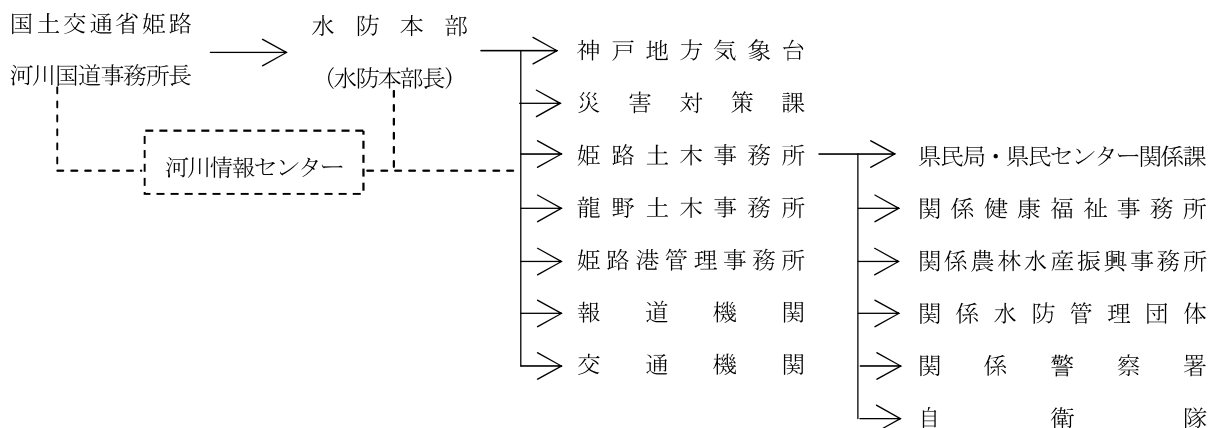 国土交通省姫路
河川国道事務所長
水防本部
(水防本部長)
河川情報センター
神戸地方気象台
災害対策課
姫路土木事務所
龍野土木事務所
姫路港管理事務所
報道機関
交通機関
県民局・県民センター関係課
関係健康福祉事務所
関係農林水産振興事務所
関係水防管理団体
関係警察署
自衛隊